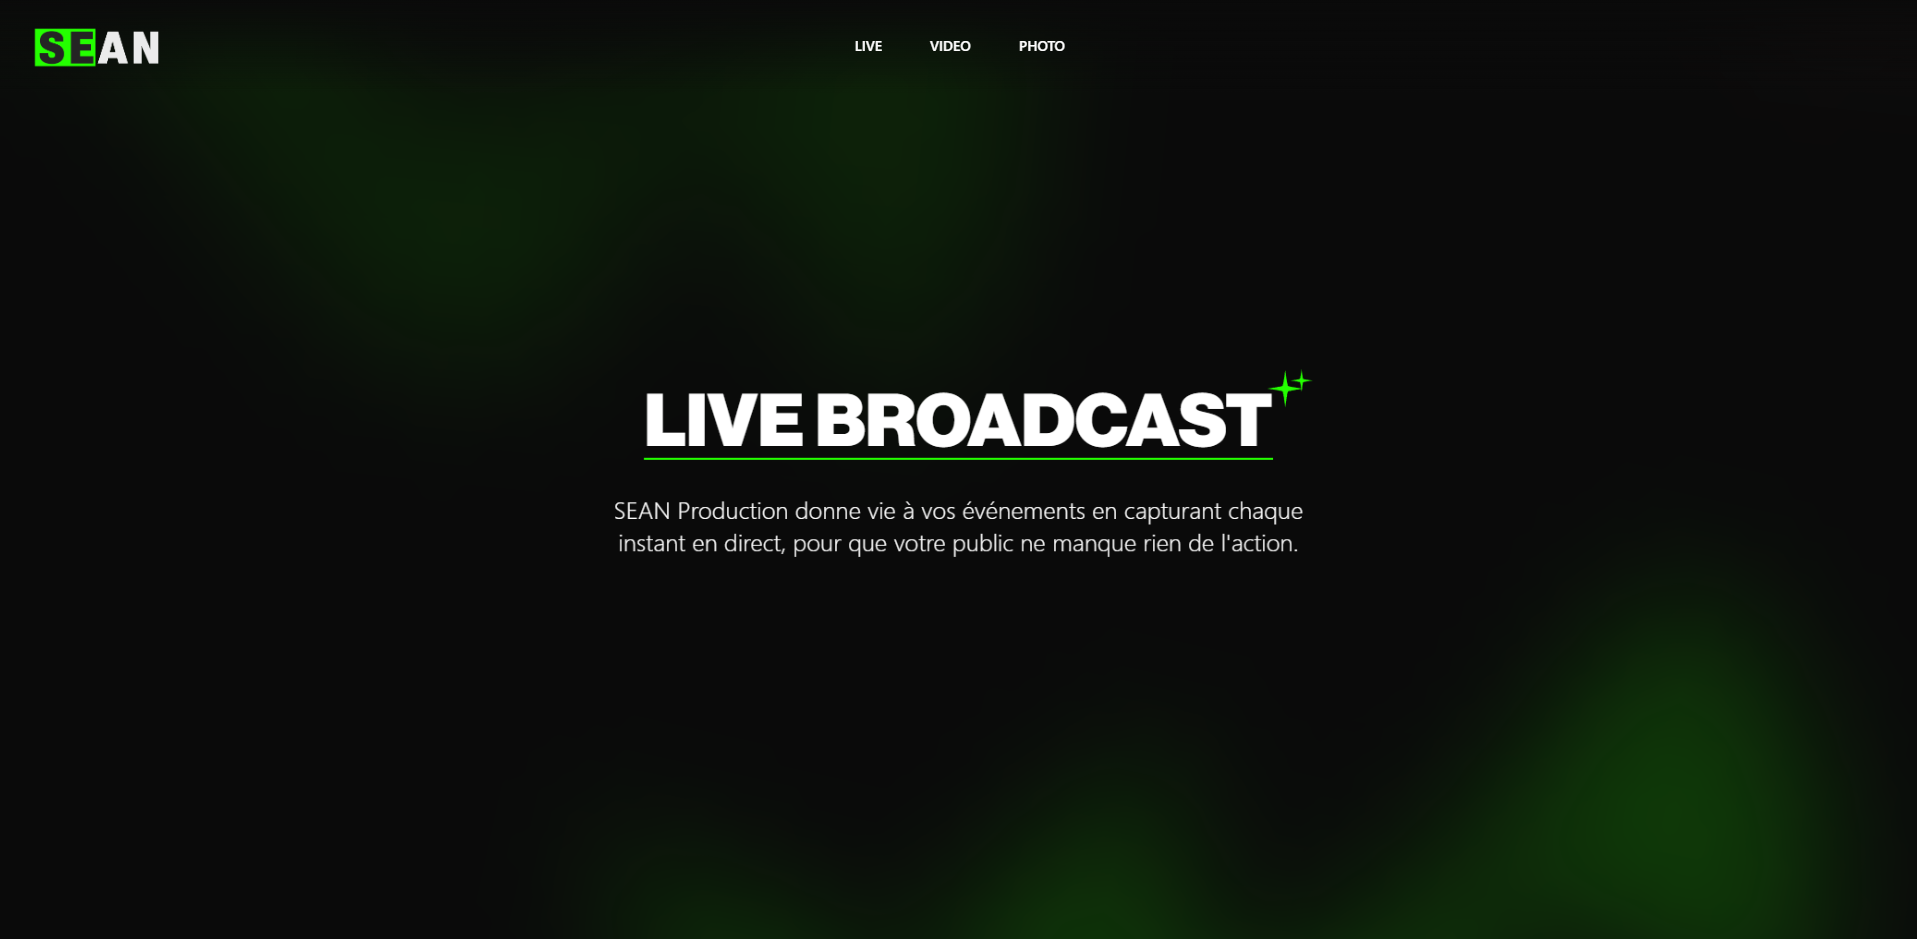 SEAN
LIVE VIDEO PHOTO
LIVE BROADCAST
SEAN Production donne vie à vos événements en capturant chaque
instant en direct, pour que votre public ne manque rien de l'action.